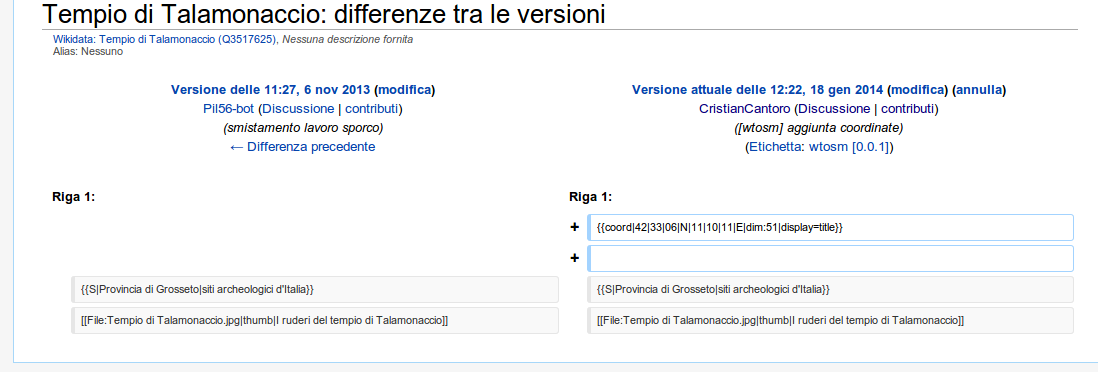 Tempio di Talamonaccio: differenze tra le versioni
Wikidata: Tempio di Talamonaccio (Q3517625), Nessuna descrizione fornita
Alias: Nessuno
Versione delle 11:27, 6 nov 2013 (modifica)
Pil56-bot (Discussione | contributi)
(smistamento lavoro sporco)
← Differenza precedente
Versione attuale delle 12:22, 18 gen 2014 (modifica) (annulla)
CristianCantoro (Discussione | contributi)
([wtosm] aggiunta coordinate)
(Etichetta: wtosm [0.0.1])
Riga 1:
Riga 1:
+ {{coord|42|33|06|N|11|10|11|E|dim:51|display=title}}
+
{{S|Provincia di Grosseto|siti archeologici d'Italia}}
{{S|Provincia di Grosseto|siti archeologici d'Italia}}
[[File:Tempio di Talamonaccio.jpg|thumb|I ruderi del tempio di Talamonaccio]]
[[File:Tempio di Talamonaccio.jpg|thumb|I ruderi del tempio di Talamonaccio]]